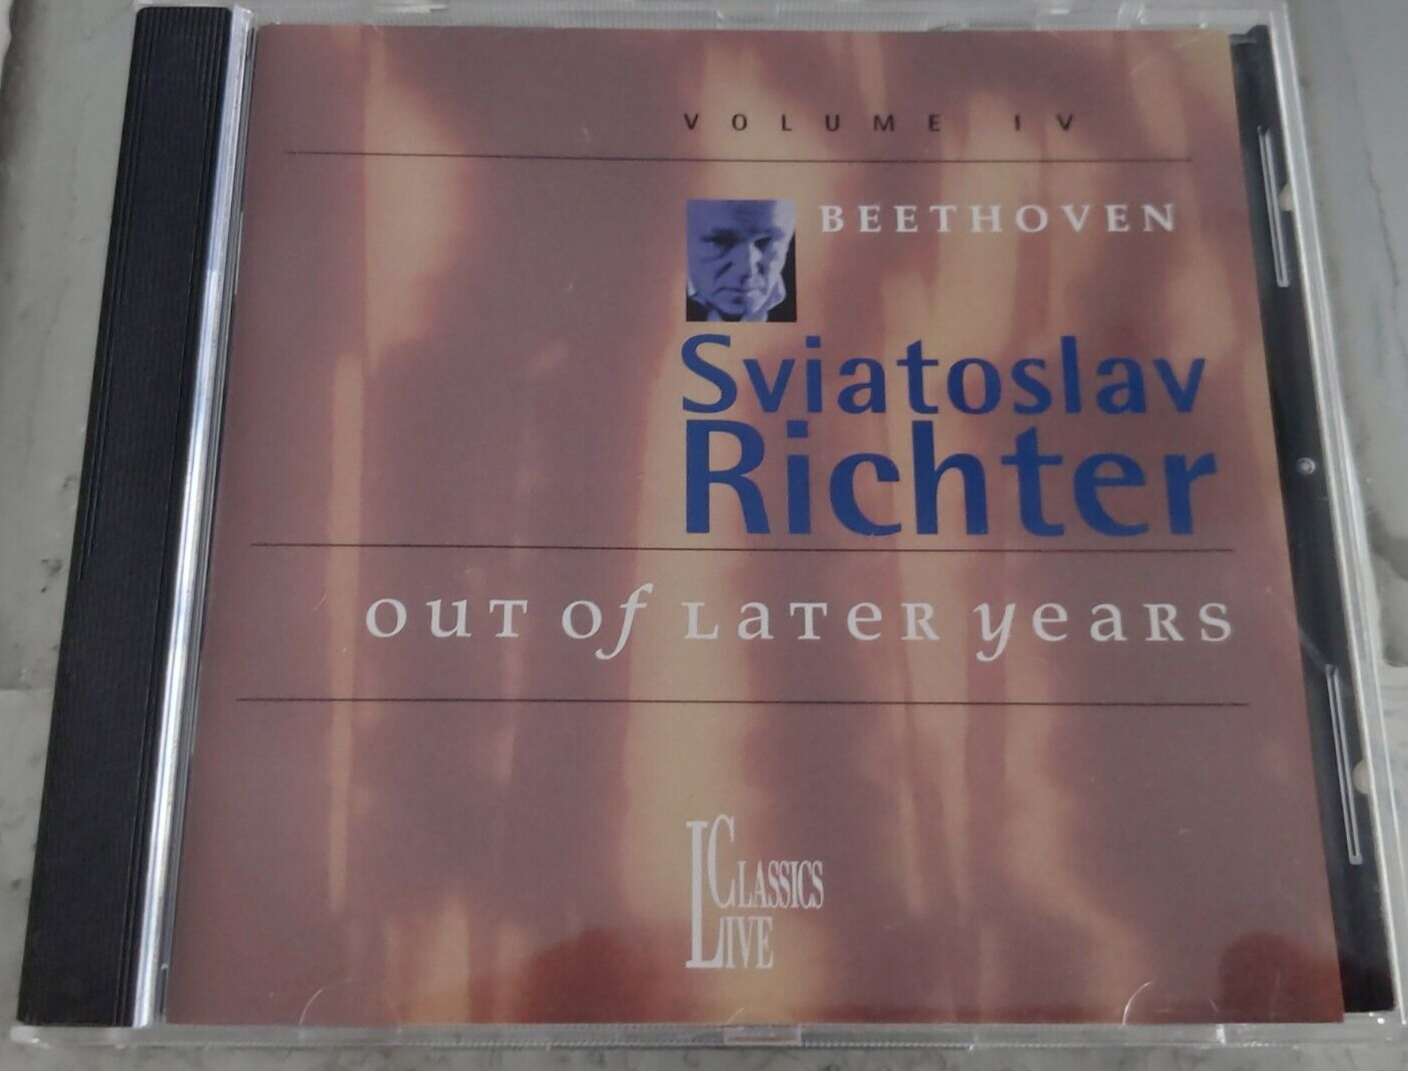 VOLUME IV
BEETHOVEN
Sviatoslav
Richter
OuT Of LaTeR yeaRS
CLASSICS
LIVE